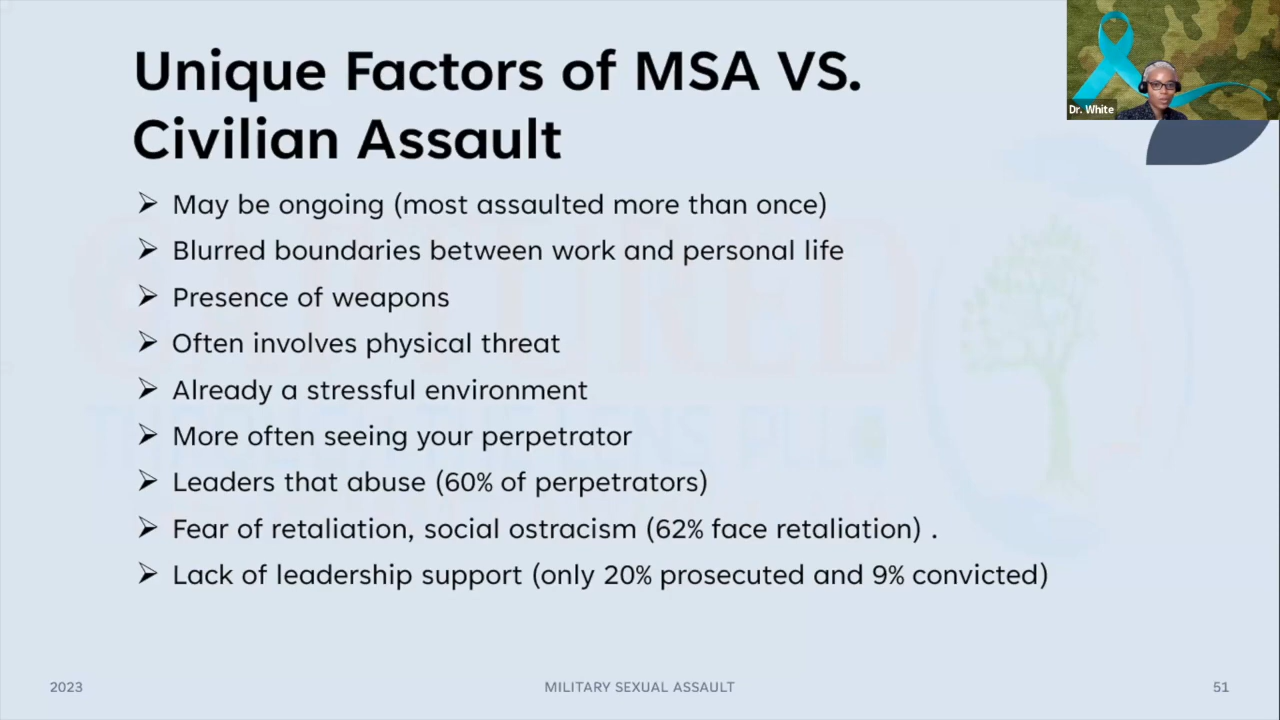 Unique Factors of MSA VS.
Civilian Assault
Dr. White
➢ May be ongoing (most assaulted more than once)
➢ Blurred boundaries between work and personal life
➢ Presence of weapons
➢ Often involves physical threat
➢ Already a stressful environment
➢ More often seeing your perpetrator
➢ Leaders that abuse (60% of perpetrators)
➢ Fear of retaliation, social ostracism (62% face retaliation) .
➢ Lack of leadership support (only 20% prosecuted and 9% convicted)
2023
MILITARY SEXUAL ASSAULT
51